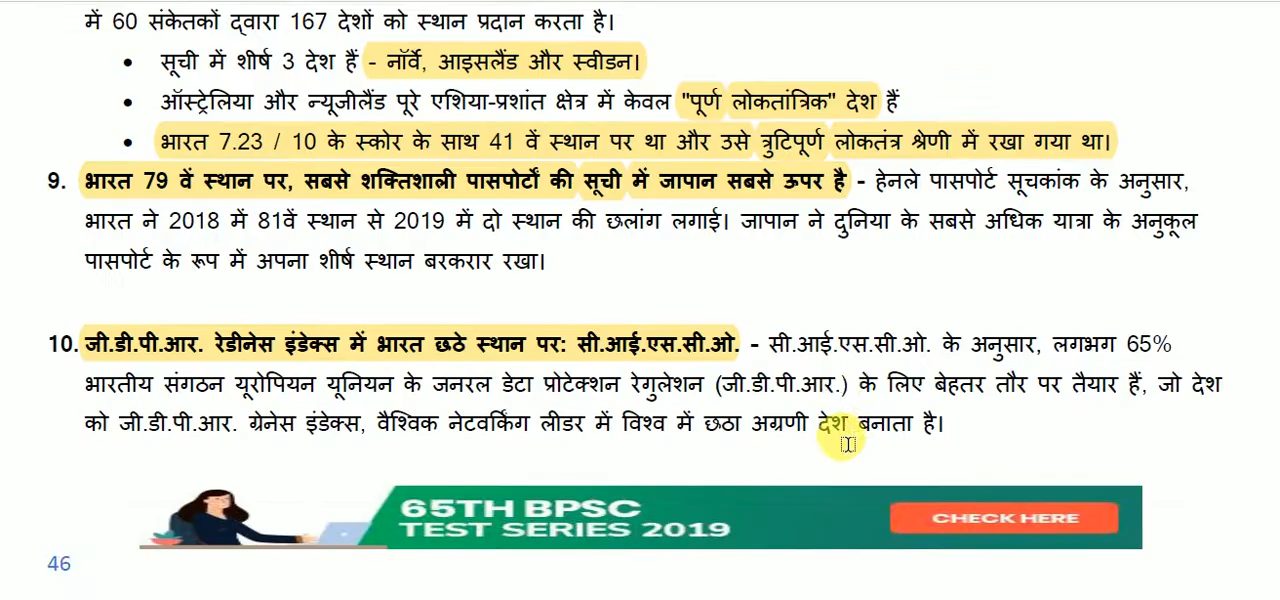 में 60 संकेतकों द्वारा 167 देशों को स्थान प्रदान करता है।
• सूची में शीर्ष 3 देश हैं - नॉर्वे, आइसलैंड और स्वीडन।
• ऑस्ट्रेलिया और न्यूजीलैंड पूरे एशिया-प्रशांत क्षेत्र में केवल "पूर्ण लोकतांत्रिक" देश हैं
• भारत 7.23 / 10 के स्कोर के साथ 41 वें स्थान पर था और उसे त्रुटिपूर्ण लोकतंत्र श्रेणी में रखा गया था।
9. भारत 79 वें स्थान पर, सबसे शक्तिशाली पासपोर्टों की सूची में जापान सबसे ऊपर है - हेनले पासपोर्ट सूचकांक के अनुसार,
भारत ने 2018 में 81वें स्थान से 2019 में दो स्थान की छलांग लगाई। जापान ने दुनिया के सबसे अधिक यात्रा के अनुकूल
पासपोर्ट के रूप में अपना शीर्ष स्थान बरकरार रखा।
10. जी.डी.पी.आर. रेडीनेस इंडेक्स में भारत छठे स्थान पर: सी.आई.एस.सी.ओ. - सी.आई.एस.सी.ओ. के अनुसार, लगभग 65%
भारतीय संगठन यूरोपियन यूनियन के जनरल डेटा प्रोटेक्शन रेगुलेशन (जी.डी.पी.आर.) के लिए बेहतर तौर पर तैयार हैं, जो देश
को जी.डी.पी.आर. ग्रेनेस इंडेक्स, वैश्विक नेटवर्किंग लीडर में विश्व में छठा अग्रणी देश बनाता है।
65TH BPSC
TEST SERIES 2019
CHECK HERE
46